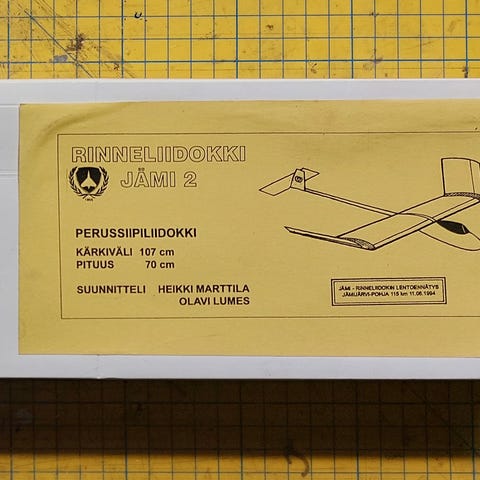 RINNELIIDOKKI
JÄMI 2
PERUSSIIPILIIDOKKI
KÄRKIVÄLI 107 cm
PITUUS 70 cm
SUUNNITTELI HEIKKI MARTTILA
OLAVI LUMES
JÄMI - RINNELIIDOKIN LENTOENNÄTYS
JÄMIJÄRVI-POHJA 115 km 11.06.1994